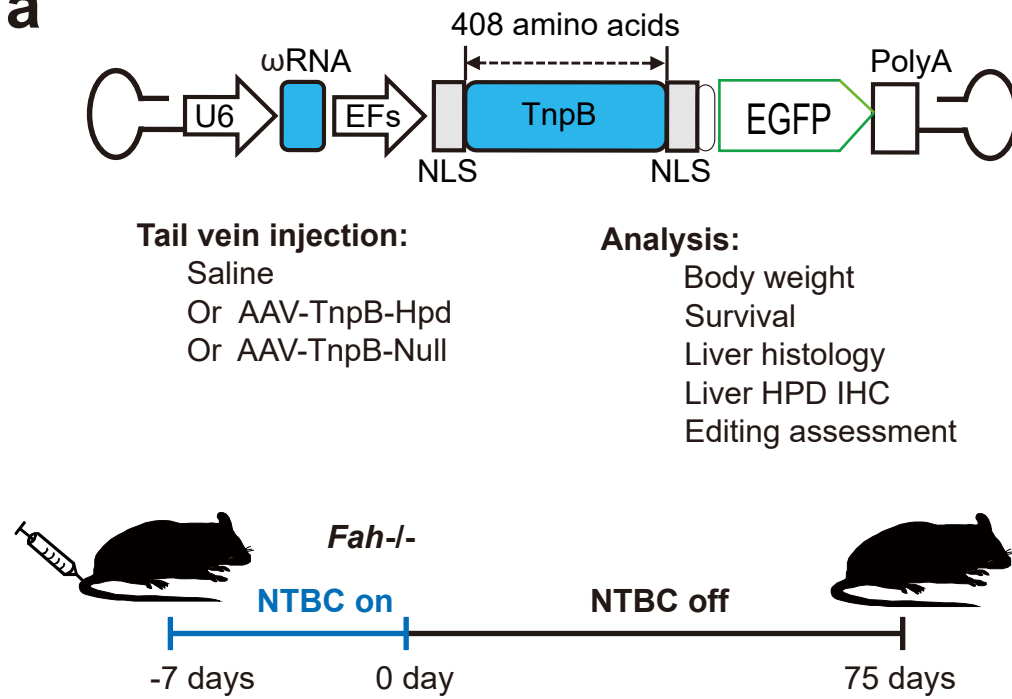 a
408 amino acids
ωRNA
PolyA
U6
EFs
TnpB
EGFP
NLS
NLS
Tail vein injection:
Saline
Or AAV-TnpB-Hpd
Or AAV-TnpB-Null
Analysis:
Body weight
Survival
Liver histology
Liver HPD IHC
Editing assessment
Fah-/-
NTBC on
NTBC off
-7 days
0 day
75 days